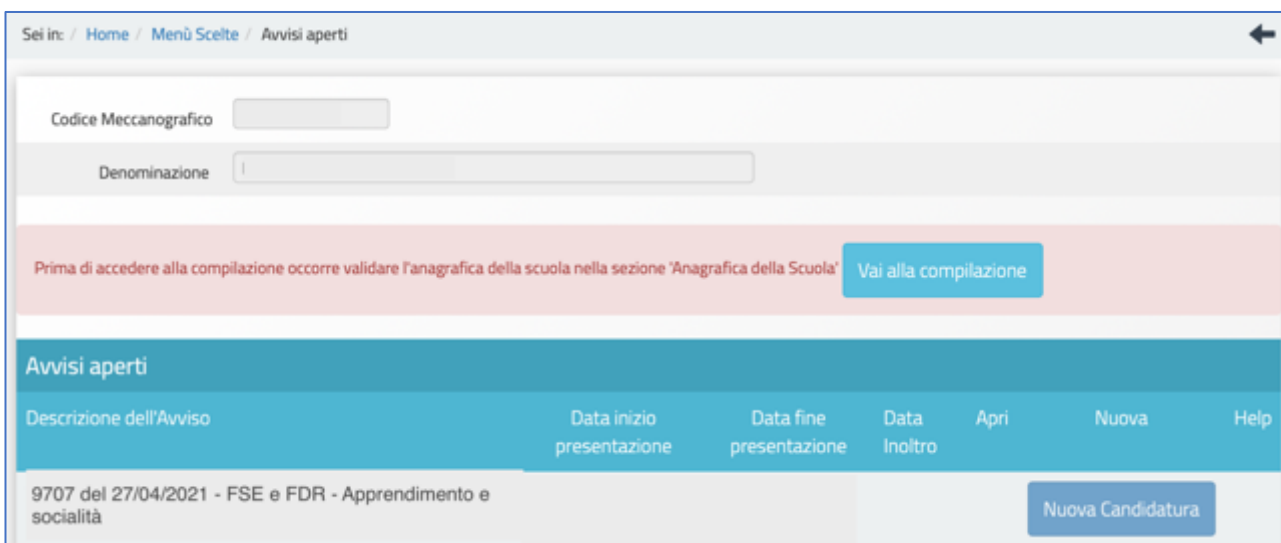 Sei in: / Home / Menù Scelte / Avvisi aperti
Codice Meccanografico
Denominazione
Prima di accedere alla compilazione occorre validare l'anagrafica della scuola nella sezione 'Anagrafica della Scuola' Vai alla compilazione
Avvisi aperti
Descrizione dell'Avviso Data inizio presentazione Data fine presentazione Data Inoltro Apri Nuova Help
9707 del 27/04/2021 - FSE e FDR - Apprendimento e
socialità
Nuova Candidatura